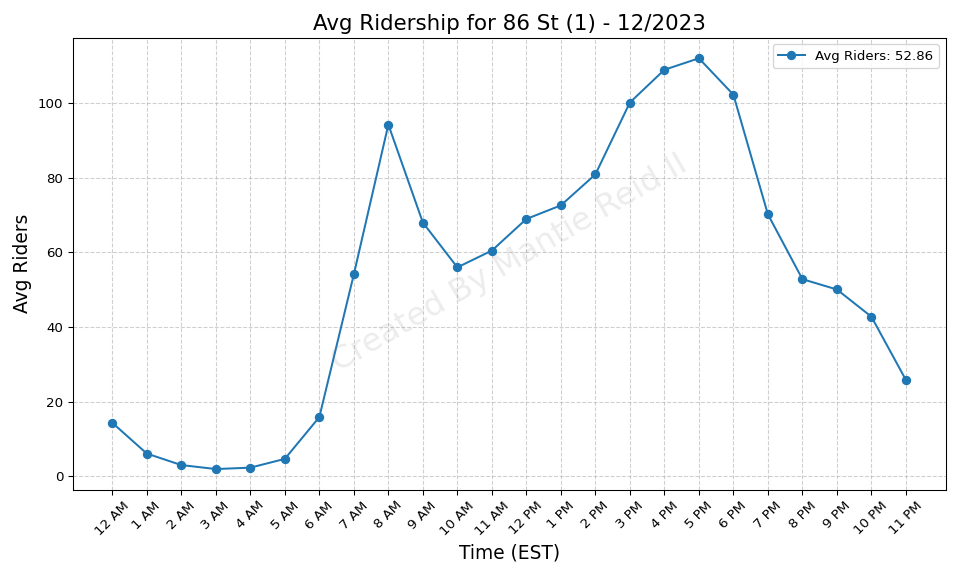 Avg Ridership for 86 St (1) - 12/2023
Avg Riders: 52.86
Avg Riders
100
80
60
40
20
0
Created By Mantie Reid II
12 AM 1 AM 2 AM 3 AM 4 AM 5 AM 6 AM 7 AM 8 AM 9 AM 10 AM 11 AM 12 PM 1 PM 2 PM 3 PM 4 PM 5 PM 6 PM 7 PM 8 PM 9 PM 10 PM 11 PM
Time (EST)